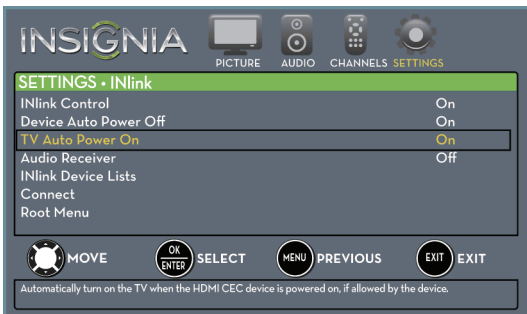 INSIGNIA
PICTURE AUDIO CHANNELS SETTINGS
SETTINGS • INlink
INlink Control On
Device Auto Power Off On
TV Auto Power On On
Audio Receiver Off
INlink Device Lists
Connect
Root Menu
MOVE OK ENTER SELECT MENU PREVIOUS EXIT EXIT
Automatically turn on the TV when the HDMI CEC device is powered on, if allowed by the device.